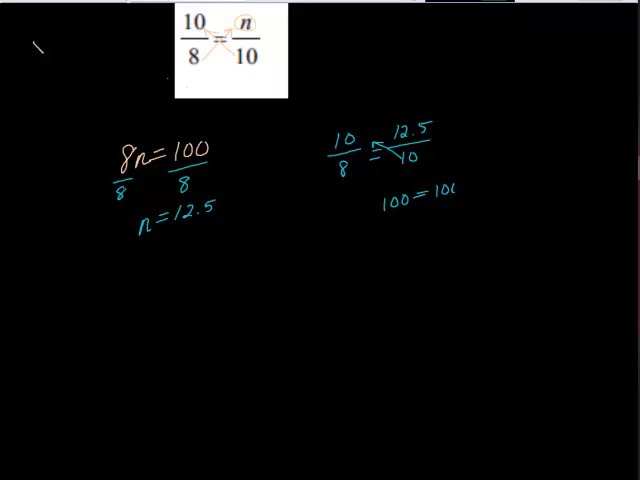 10/8 = n/10
8n = 100
8 8
n = 12.5
10/8 = 12.5/10
100 = 100